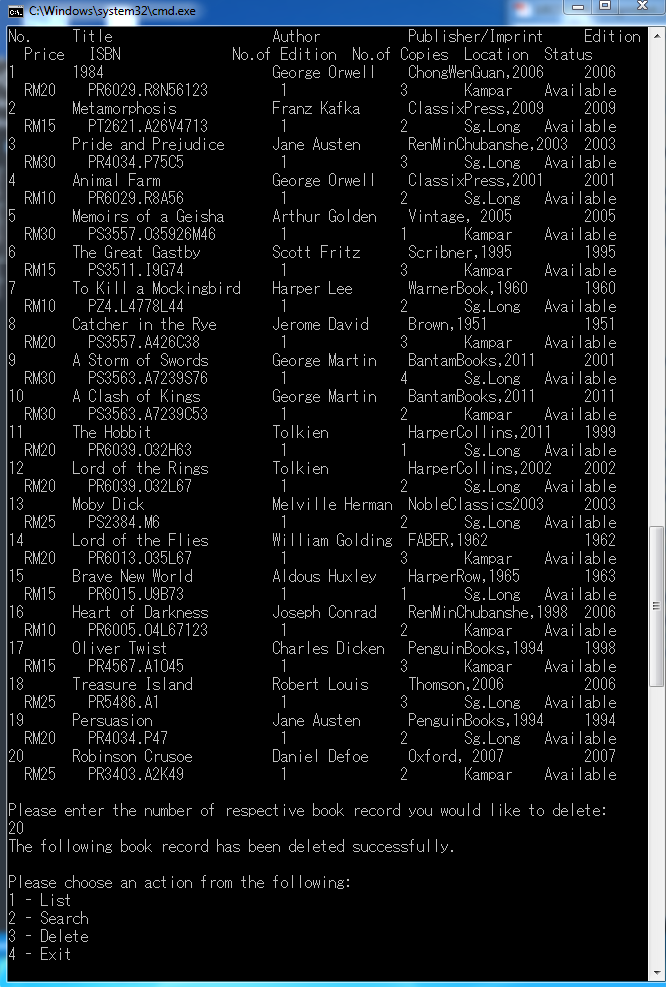 C:\Windows\system32\cmd.exe
No. Title Author Publisher/Imprint Edition
Price ISBN No.of Edition No.of Copies Location Status
1 1984 George Orwell ChongWenGuan,2006 2006
RM20 PR6029.R8N56123 1 3 Kampar Available
2 Metamorphosis Franz Kafka ClassixPress,2009 2009
RM15 PT2621.A26V4713 1 2 Sg.Long Available
3 Pride and Prejudice Jane Austen RenMinChubanshe,2003 2003
RM30 PR4034.P75C5 1 3 Sg.Long Available
4 Animal Farm George Orwell ClassixPress,2001 2001
RM10 PR6029.R8A56 1 2 Sg.Long Available
5 Memoirs of a Geisha Arthur Golden Vintage, 2005 2005
RM30 PS3557.O35926M46 1 1 Kampar Available
6 The Great Gastby Scott Fritz Scribner,1995 1995
RM15 PS3511.I9G74 1 3 Kampar Available
7 To Kill a Mockingbird Harper Lee WarnerBook,1960 1960
RM10 PZ4.L4778L44 1 2 Sg.Long Available
8 Catcher in the Rye Jerome David Brown,1951 1951
RM20 PS3557.A426C38 1 3 Kampar Available
9 A Storm of Swords George Martin BantamBooks,2011 2001
RM30 PS3563.A7239S76 1 4 Sg.Long Available
10 A Clash of Kings George Martin BantamBooks,2011 2011
RM30 PS3563.A7239C53 1 2 Kampar Available
11 The Hobbit Tolkien HarperCollins,2011 1999
RM20 PR6039.O32H63 1 1 Sg.Long Available
12 Lord of the Rings Tolkien HarperCollins,2002 2002
RM20 PR6039.O32L67 1 2 Sg.Long Available
13 Moby Dick Melville Herman NobleClassics2003 2003
RM25 PS2384.M6 1 2 Sg.Long Available
14 Lord of the Flies William Golding FABER,1962 1962
RM20 PR6013.O35L67 1 3 Kampar Available
15 Brave New World Aldous Huxley HarperRow,1965 1963
RM15 PR6015.U9B73 1 1 Sg.Long Available
16 Heart of Darkness Joseph Conrad RenMinChubanshe,1998 2006
RM10 PR6005.O4L67123 1 2 Kampar Available
17 Oliver Twist Charles Dicken PenguinBooks,1994 1998
RM15 PR4567.A1O45 1 3 Kampar Available
18 Treasure Island Robert Louis Thomson,2006 2006
RM25 PR5486.A1 1 3 Sg.Long Available
19 Persuasion Jane Austen PenguinBooks,1994 1994
RM20 PR4034.P47 1 2 Sg.Long Available
20 Robinson Crusoe Daniel Defoe Oxford, 2007 2007
RM25 PR3403.A2K49 1 2 Kampar Available
Please enter the number of respective book record you would like to delete:
20
The following book record has been deleted successfully.
Please choose an action from the following:
1 - List
2 - Search
3 - Delete
4 - Exit